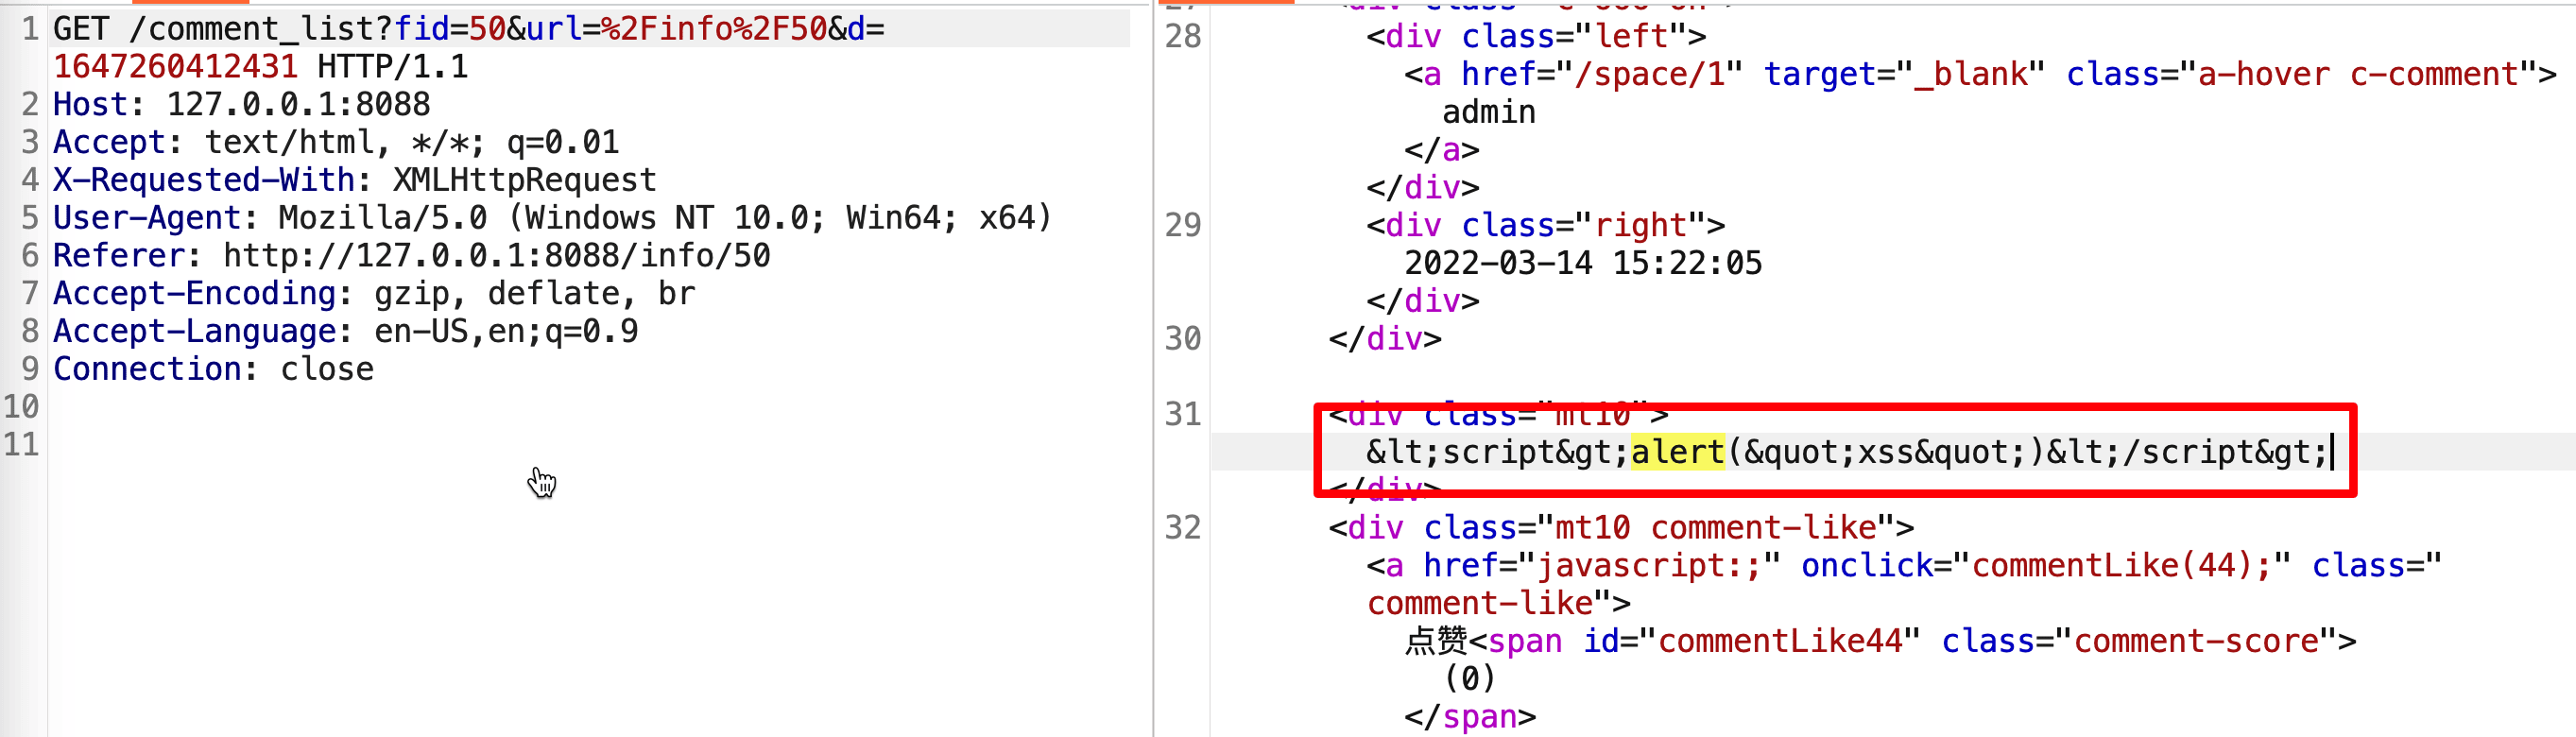 1 GET /comment_list?fid=50&url=%2Finfo%2F50&d=
1647260412431 HTTP/1.1
2 Host: 127.0.0.1:8088
3 Accept: text/html, */*; q=0.01
4 X-Requested-With: XMLHttpRequest
5 User-Agent: Mozilla/5.0 (Windows NT 10.0; Win64; x64)
6 Referer: http://127.0.0.1:8088/info/50
7 Accept-Encoding: gzip, deflate, br
8 Accept-Language: en-US,en;q=0.9
9 Connection: close
10
11
28 <div class="left">
<a href="/space/1" target="_blank" class="a-hover c-comment">
admin
</a>
</div>
29 <div class="right">
2022-03-14 15:22:05
</div>
30 </div>
31 <div class="mt10">
&lt;script&gt;alert(&quot;xss&quot;)&lt;/script&gt;
</div>
32 <div class="mt10 comment-like">
<a href="javascript:;" onclick="commentLike(44);" class="
comment-like">
点赞<span id="commentLike44" class="comment-score">
(0)
</span>